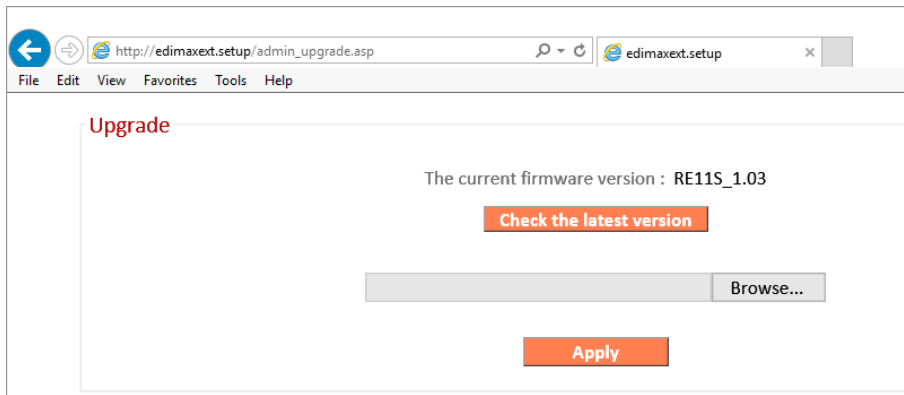 http://edimaxext.setup/admin_upgrade.asp
edimaxext.setup
File Edit View Favorites Tools Help
Upgrade
The current firmware version : RE11S_1.03
Check the latest version
Browse...
Apply